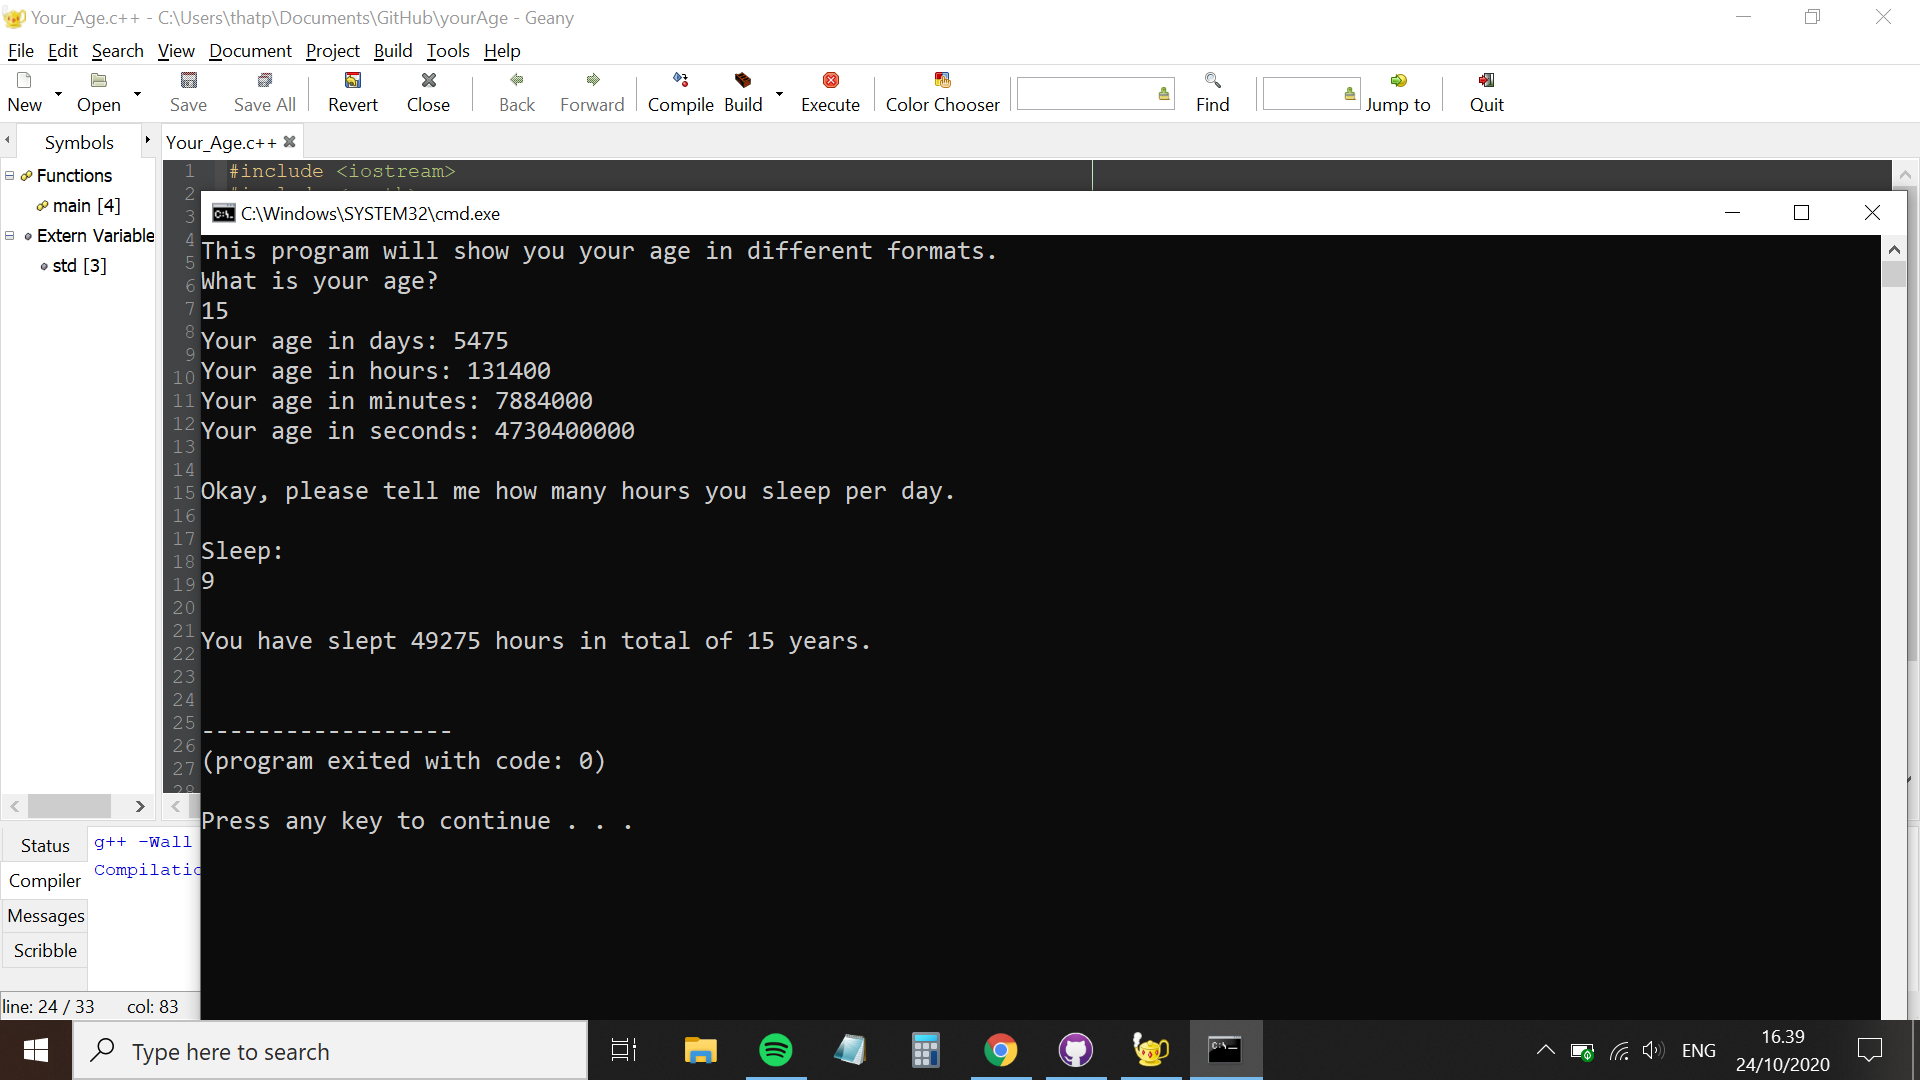 Your_Age.c++ - C:\Users\thatp\Documents\GitHub\yourAge - Geany
File Edit Search View Document Project Build Tools Help
New Open Save Save All Revert Close Back Forward Compile Build Execute Color Chooser Find Jump to Quit
Symbols
Your_Age.c++
Functions
main [4]
Extern Variable
std [3]
1 #include <iostream>
2
3
4
5
6
7
8
9
10
11
12
13
14
15
16
17
18
19
20
21
22
23
24
25
26
27
28
C:\Windows\SYSTEM32\cmd.exe
This program will show you your age in different formats.
What is your age?
15
Your age in days: 5475
Your age in hours: 131400
Your age in minutes: 7884000
Your age in seconds: 4730400000
Okay, please tell me how many hours you sleep per day.
Sleep:
9
You have slept 49275 hours in total of 15 years.
------------------
(program exited with code: 0)
Press any key to continue . . .
Status
Compiler
Messages
Scribble
g++ -Wall
Compilatio
line: 24 / 33 col: 83
Type here to search
ENG
16.39
24/10/2020